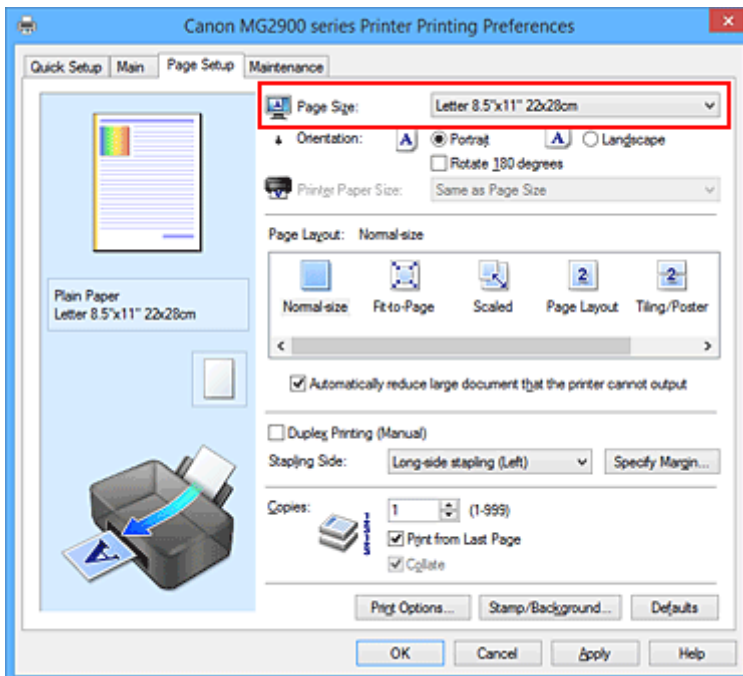 Canon MG2900 series Printer Printing Preferences
Quick Setup Main Page Setup Maintenance
Page Size: Letter 8.5"x11" 22x28cm
Orientation: A Portrait A Landscape
Rotate 180 degrees
Printer Paper Size: Same as Page Size
Page Layout: Normal-size
2 2
Normal-size Fit-to-Page Scaled Page Layout Tiling/Poster
Plain Paper
Letter 8.5"x11" 22x28cm
Automatically reduce large document that the printer cannot output
Duplex Printing (Manual)
Stapling Side: Long-side stapling (Left) Specify Margin...
Copies: 1 (1-999)
Print from Last Page
Collate
A
Print Options... Stamp/Background... Defaults
OK Cancel Apply Help